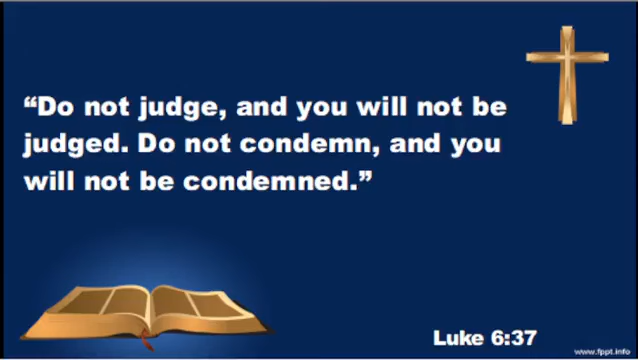 “Do not judge, and you will not be
judged. Do not condemn, and you
will not be condemned.”
Luke 6:37
www.fppt.info